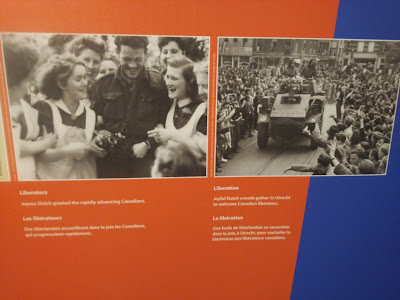 Liberators
Joyous Dutch greeted the rapidly advancing Canadians.
Les libérateurs
Des Néerlandais accueillirent dans la joie les Canadiens,
qui progressaient rapidement.
Liberation
Joyful Dutch crowds gather in Utrecht
to welcome Canadian liberators.
La libération
Une foule de Néerlandais se rassemble
dans la joie, à Utrecht, pour souhaiter la
bienvenue aux libérateurs canadiens.